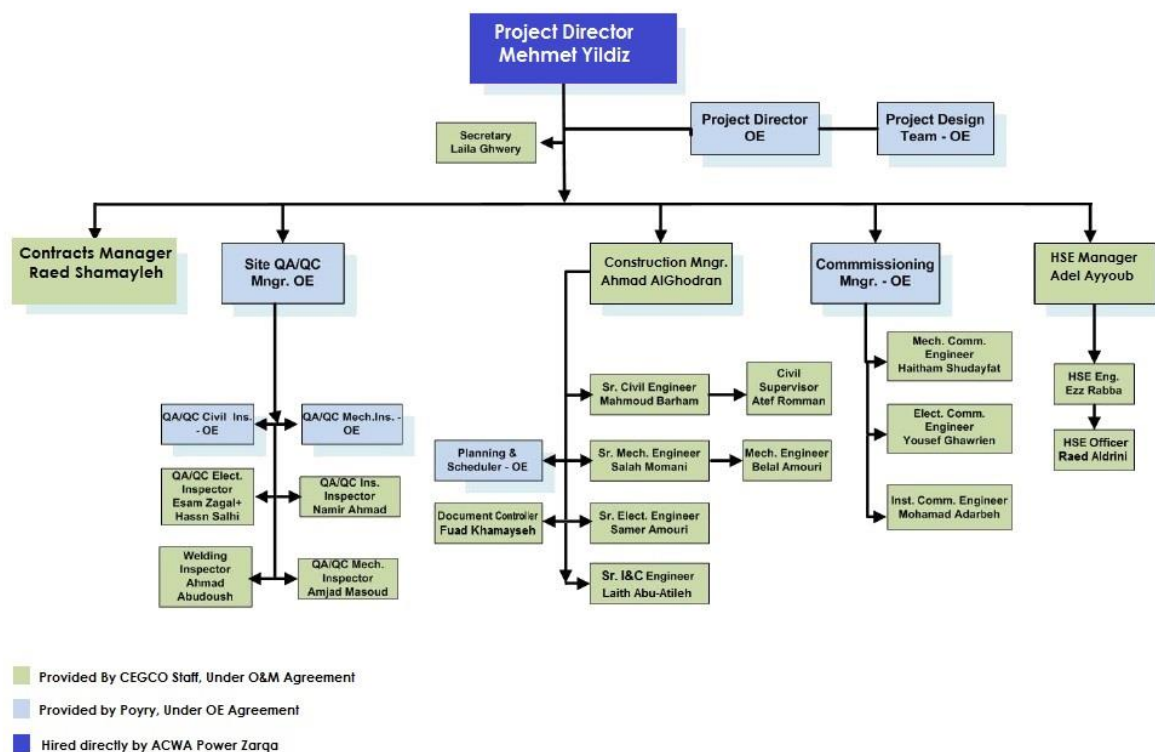 Project Director
Mehmet Yildiz
Project Director
OE
Project Design
Team - OE
Secretary
Laila Ghwery
Contracts Manager
Raed Shamayleh
Site QA/QC
Mngr. OE
Construction Mngr.
Ahmad AlGhodran
Commmissioning
Mngr. - OE
HSE Manager
Adel Ayyoub
QA/QC Civil Ins.
- OE
QA/QC Mech.Ins. -
OE
QA/QC Elect.
Inspector
Esam Zagal+
Hassn Salhi
QA/QC Ins.
Inspector
Namir Ahmad
Welding
Inspector
Ahmad
Abudoush
QA/QC Mech.
Inspector
Amjad Masoud
Planning &
Scheduler - OE
Document Controller
Fuad Khamayseh
Sr. Civil Engineer
Mahmoud Barham
Civil
Supervisor
Atef Romman
Sr. Mech. Engineer
Salah Momani
Mech. Engineer
Belal Amouri
Sr. Elect. Engineer
Samer Amouri
Sr. I&C Engineer
Laith Abu-Atileh
Mech. Comm.
Engineer
Haitham Shudayfat
Elect. Comm.
Engineer
Yousef Ghawrien
Inst. Comm. Engineer
Mohamad Adarbeh
HSE Eng.
Ezz Rabba
HSE Officer
Raed Aldrini
Provided By CEGCO Staff, Under O&M Agreement
Provided by Poyry, Under OE Agreement
Hired directly by ACWA Power Zarqa